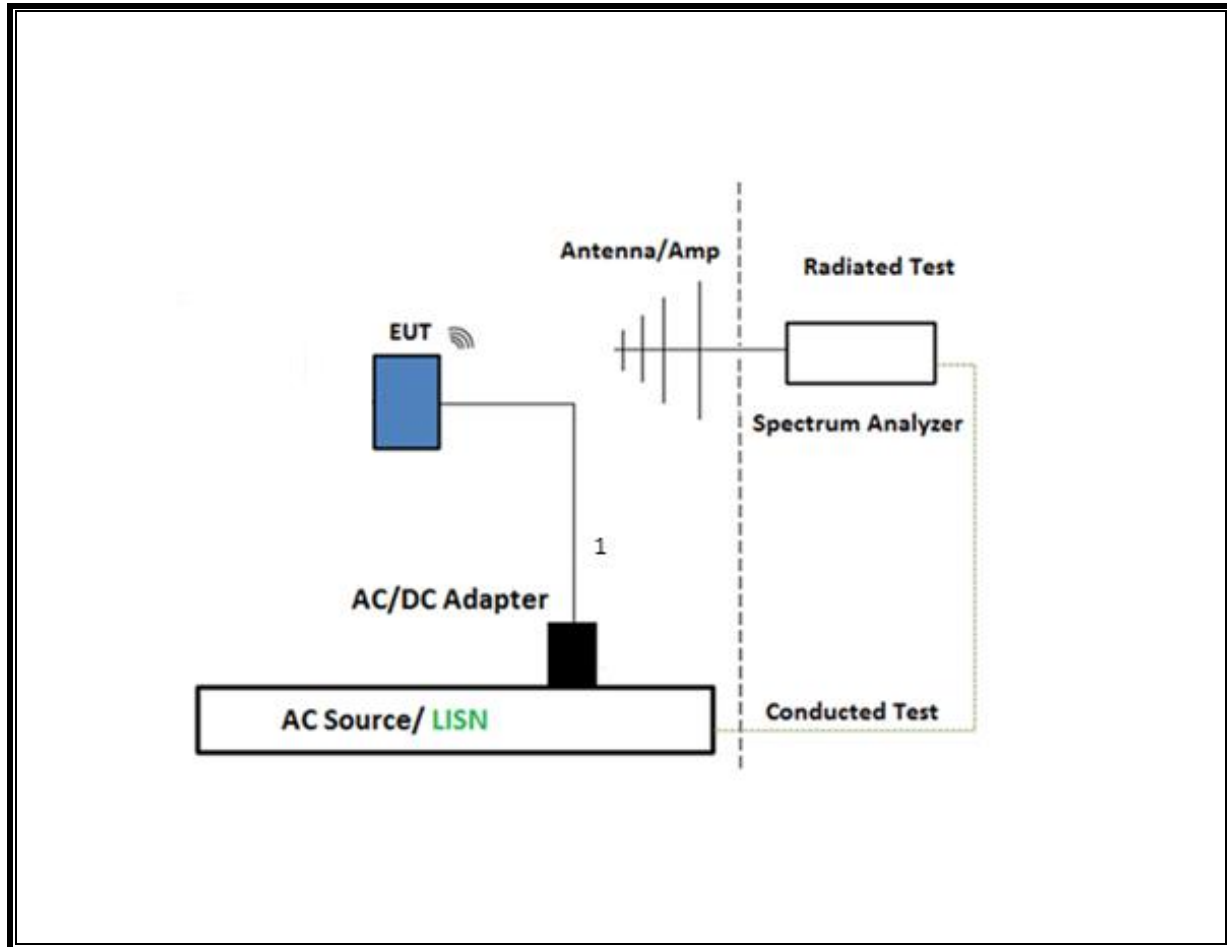 Antenna/Amp
Radiated Test
EUT
Spectrum Analyzer
1
AC/DC Adapter
AC Source/ LISN
Conducted Test